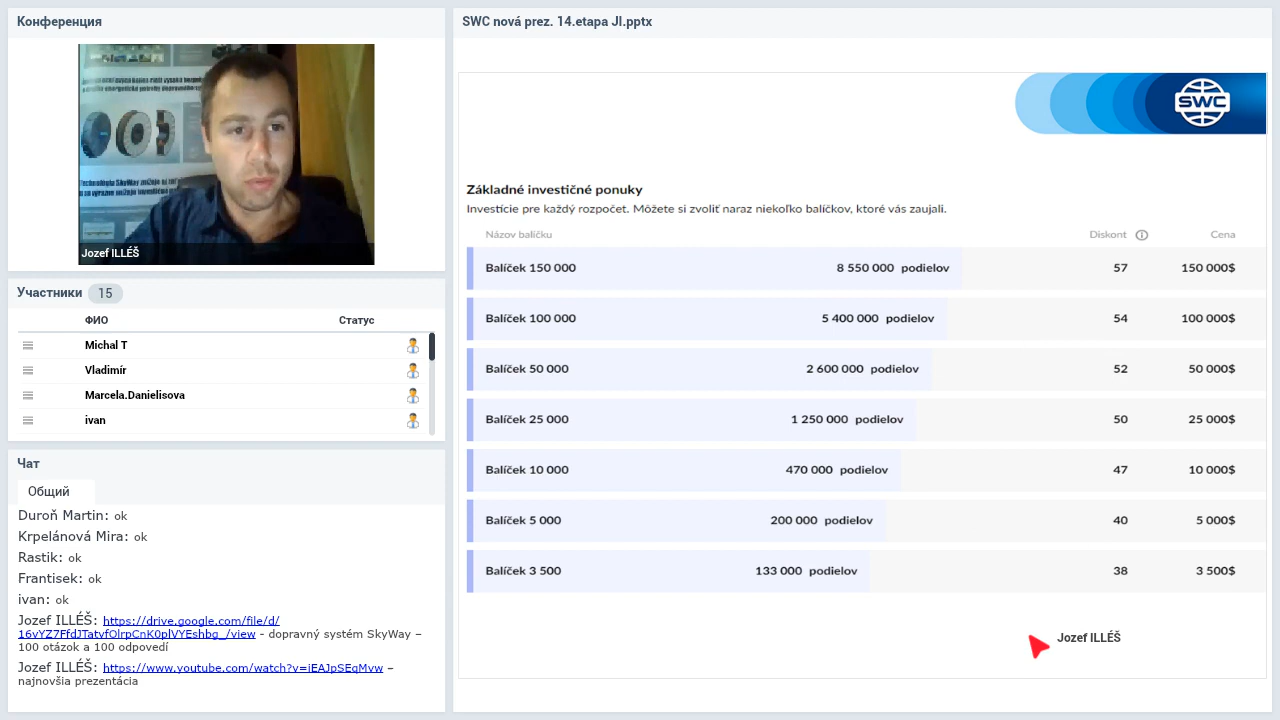 Конференция
Jozef ILLÉŠ
Участники 15
ФИО Статус
Michal T
Vladimír
Marcela.Danielisova
ivan
Чат
Общий
Duroň Martin: ok
Krpelánová Mira: ok
Rastik: ok
Frantisek: ok
ivan: ok
Jozef ILLÉŠ: https://drive.google.com/file/d/
16vYZ7FfdJTatvfOlrpCnK0plVYEshbg_/view - dopravný systém SkyWay –
100 otázok a 100 odpovedí
Jozef ILLÉŠ: https://www.youtube.com/watch?v=iEAJpSEqMvw –
najnovšia prezentácia
SWC nová prez. 14.etapa JI.pptx
SWC
Základné investičné ponuky
Investície pre každý rozpočet. Môžete si zvoliť naraz niekoľko balíčkov, ktoré vás zaujali.
Názov balíčku Diskont Cena
Balíček 150 000 8 550 000 podielov 57 150 000$
Balíček 100 000 5 400 000 podielov 54 100 000$
Balíček 50 000 2 600 000 podielov 52 50 000$
Balíček 25 000 1 250 000 podielov 50 25 000$
Balíček 10 000 470 000 podielov 47 10 000$
Balíček 5 000 200 000 podielov 40 5 000$
Balíček 3 500 133 000 podielov 38 3 500$
Jozef ILLÉŠ